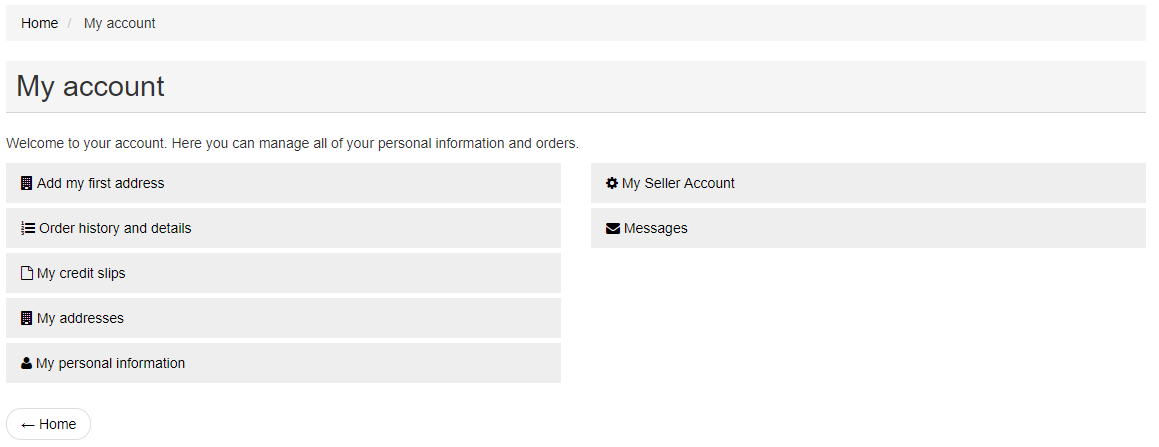 Home / My account
My account
Welcome to your account. Here you can manage all of your personal information and orders.
Add my first address
Order history and details
My credit slips
My addresses
My personal information
My Seller Account
Messages
← Home